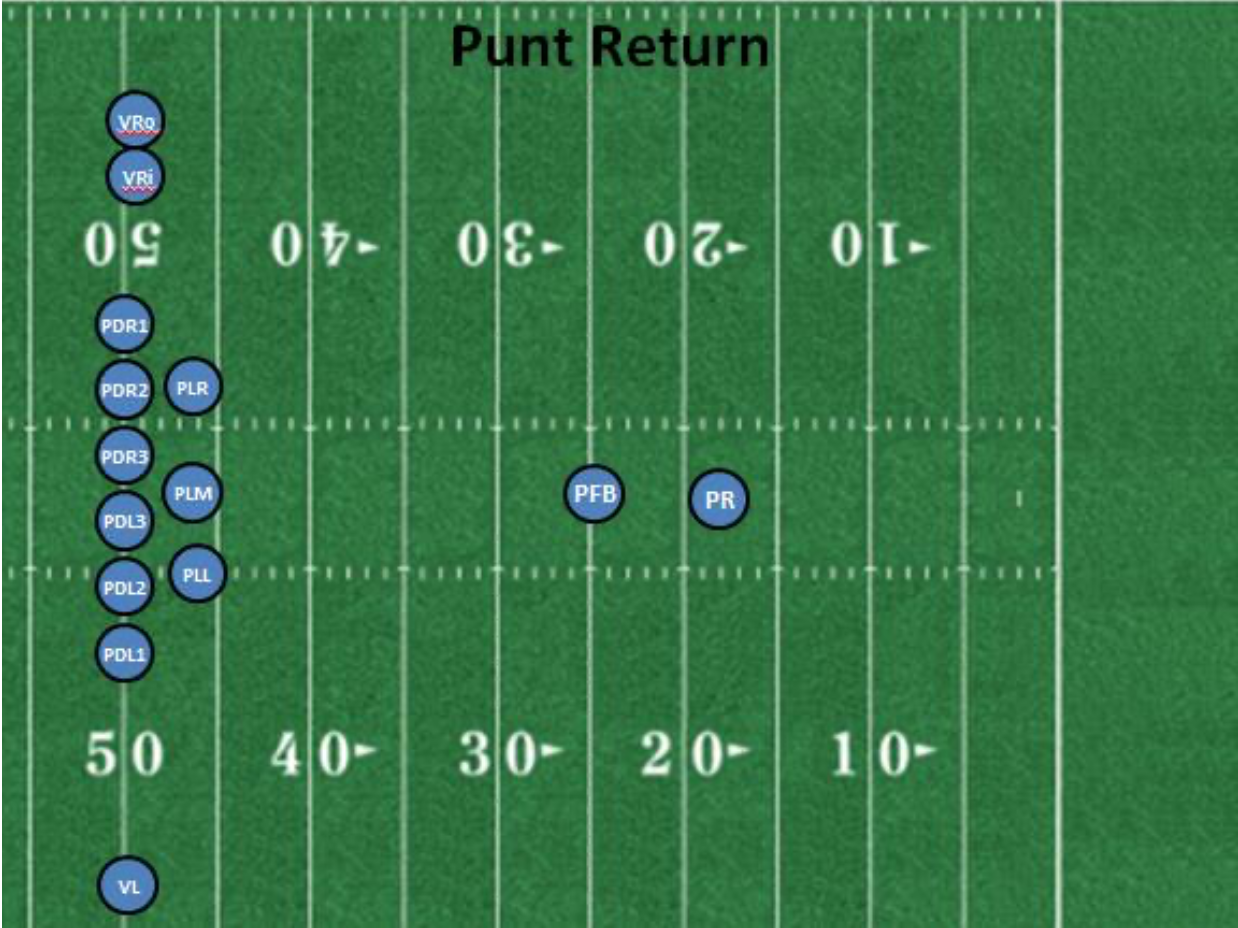 Punt Return
VRo
VRi
50 40 30 20 10
PDR1
PDR2 PLR
PDR3
PLM PFB PR
PDL3
PDL2 PLL
PDL1
50 40 30 20 10
VL